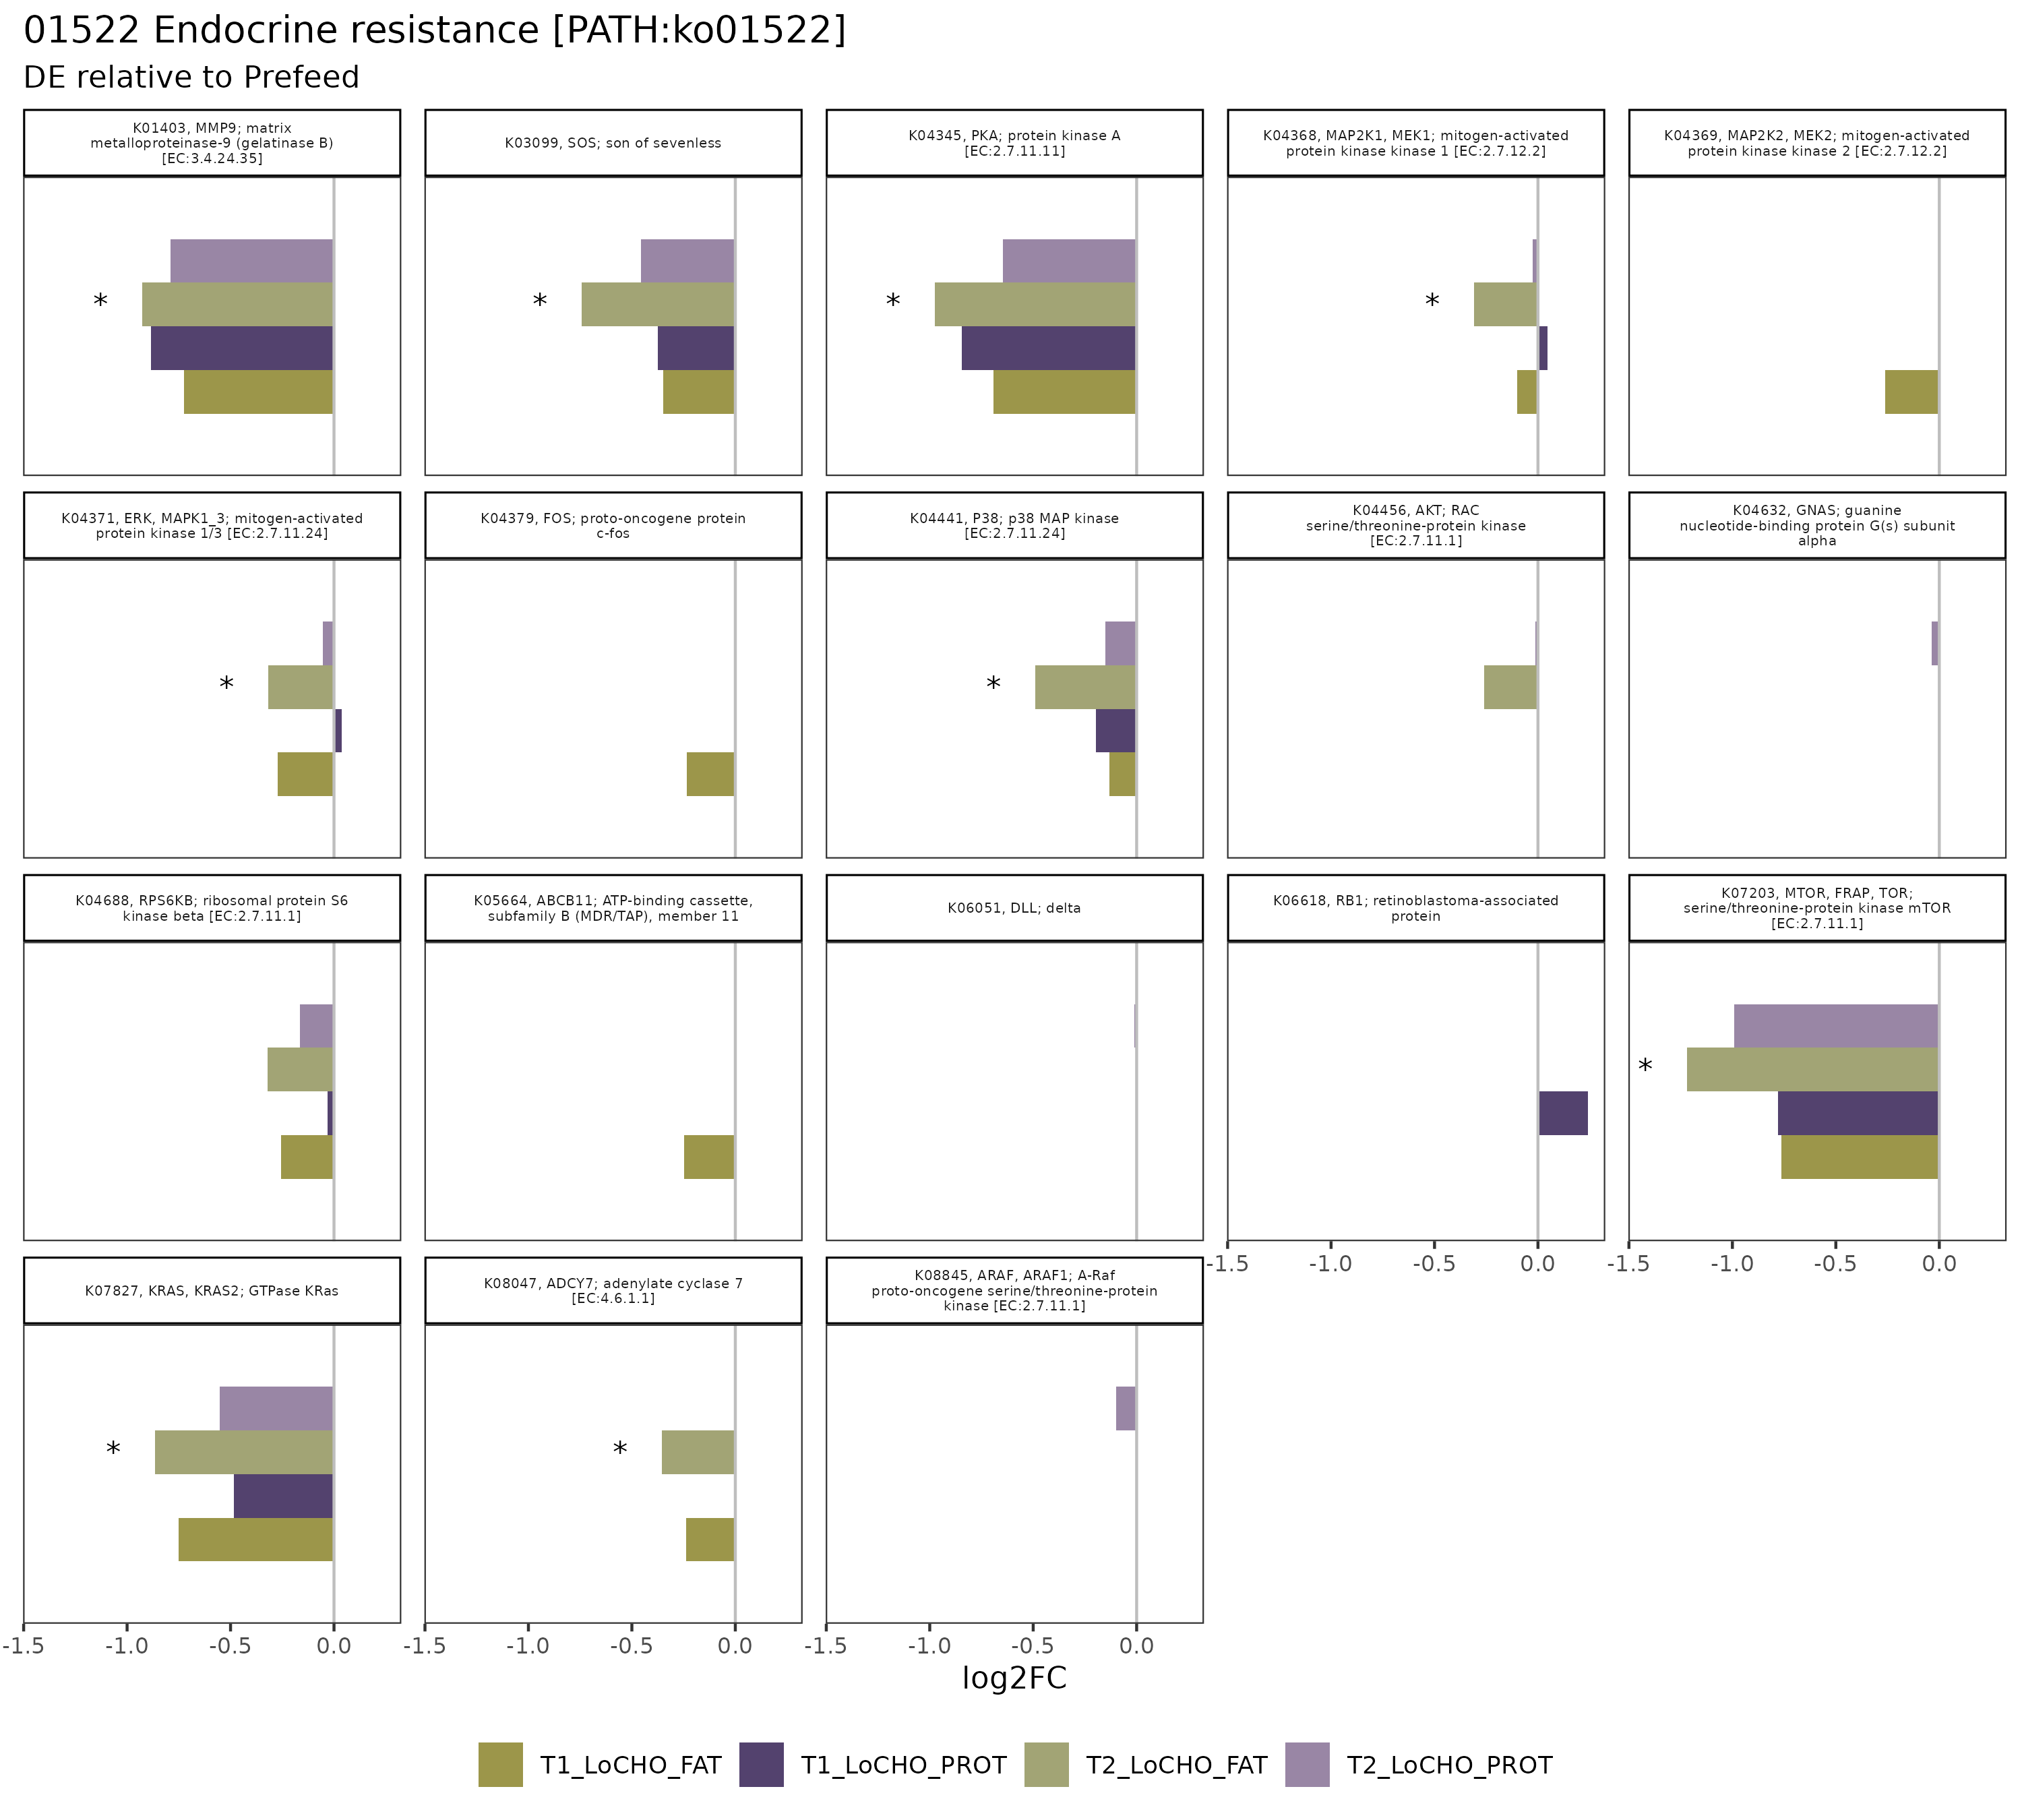 01522 Endocrine resistance [PATH:ko01522]
DE relative to Prefeed
K01403, MMP9; matrix
metalloproteinase-9 (gelatinase B)
[EC:3.4.24.35]
K03099, SOS; son of sevenless
K04345, PKA; protein kinase A
[EC:2.7.11.11]
K04368, MAP2K1, MEK1; mitogen-activated
protein kinase kinase 1 [EC:2.7.12.2]
K04369, MAP2K2, MEK2; mitogen-activated
protein kinase kinase 2 [EC:2.7.12.2]
*
*
*
*
K04371, ERK, MAPK1_3; mitogen-activated
protein kinase 1/3 [EC:2.7.11.24]
K04379, FOS; proto-oncogene protein
c-fos
K04441, P38; p38 MAP kinase
[EC:2.7.11.24]
K04456, AKT; RAC
serine/threonine-protein kinase
[EC:2.7.11.1]
K04632, GNAS; guanine
nucleotide-binding protein G(s) subunit
alpha
*
*
K04688, RPS6KB; ribosomal protein S6
kinase beta [EC:2.7.11.1]
K05664, ABCB11; ATP-binding cassette,
subfamily B (MDR/TAP), member 11
K06051, DLL; delta
K06618, RB1; retinoblastoma-associated
protein
K07203, MTOR, FRAP, TOR;
serine/threonine-protein kinase mTOR
[EC:2.7.11.1]
*
-1.5 -1.0 -0.5 0.0
-1.5 -1.0 -0.5 0.0
K07827, KRAS, KRAS2; GTPase KRas
K08047, ADCY7; adenylate cyclase 7
[EC:4.6.1.1]
K08845, ARAF, ARAF1; A-Raf
proto-oncogene serine/threonine-protein
kinase [EC:2.7.11.1]
*
*
-1.5 -1.0 -0.5 0.0
-1.5 -1.0 -0.5 0.0
-1.5 -1.0 -0.5 0.0
log2FC
T1_LoCHO_FAT T1_LoCHO_PROT T2_LoCHO_FAT T2_LoCHO_PROT